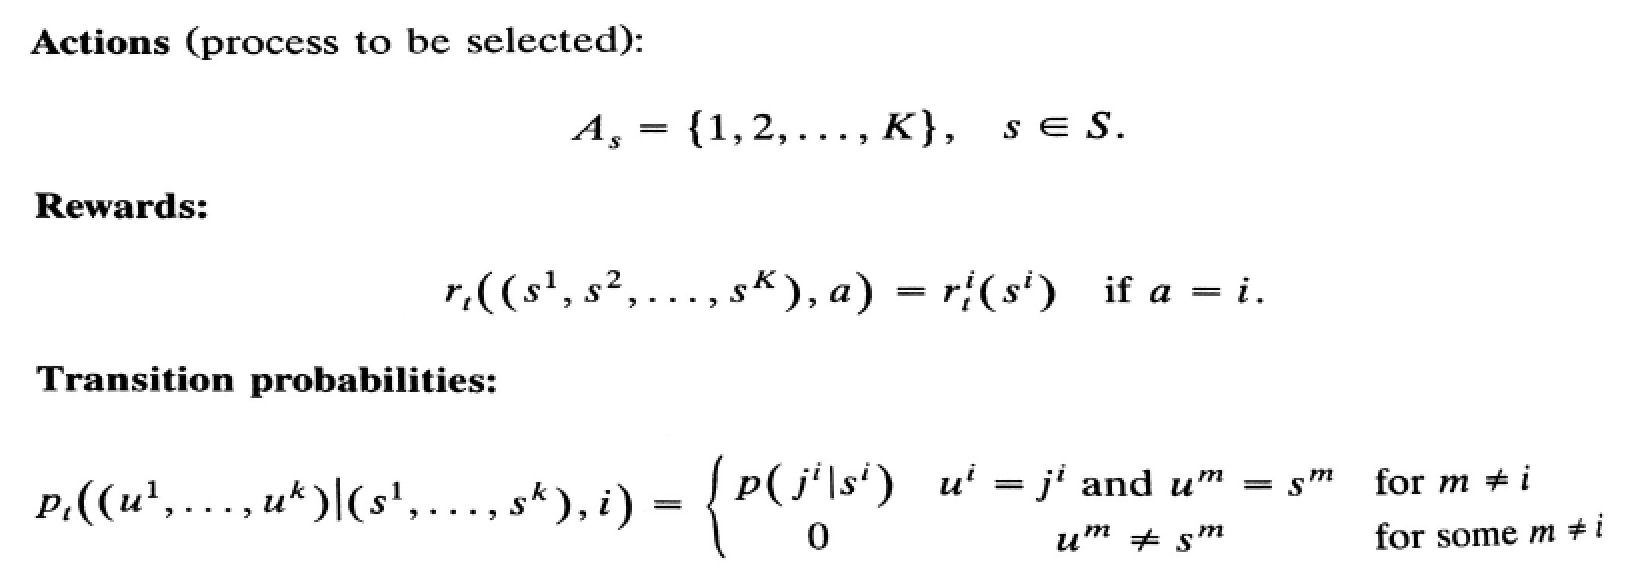 Actions (process to be selected):
A_s = {1, 2, ..., K}, s ∈ S.
Rewards:
r_t((s^1, s^2, ..., s^K), a) = r_t^i(s^i) if a = i.
Transition probabilities:
p_t((u^1, ..., u^k)|(s^1, ..., s^k), i) = { p(j^i|s^i) u^i = j^i and u^m = s^m for m ≠ i
0 u^m ≠ s^m for some m ≠ i